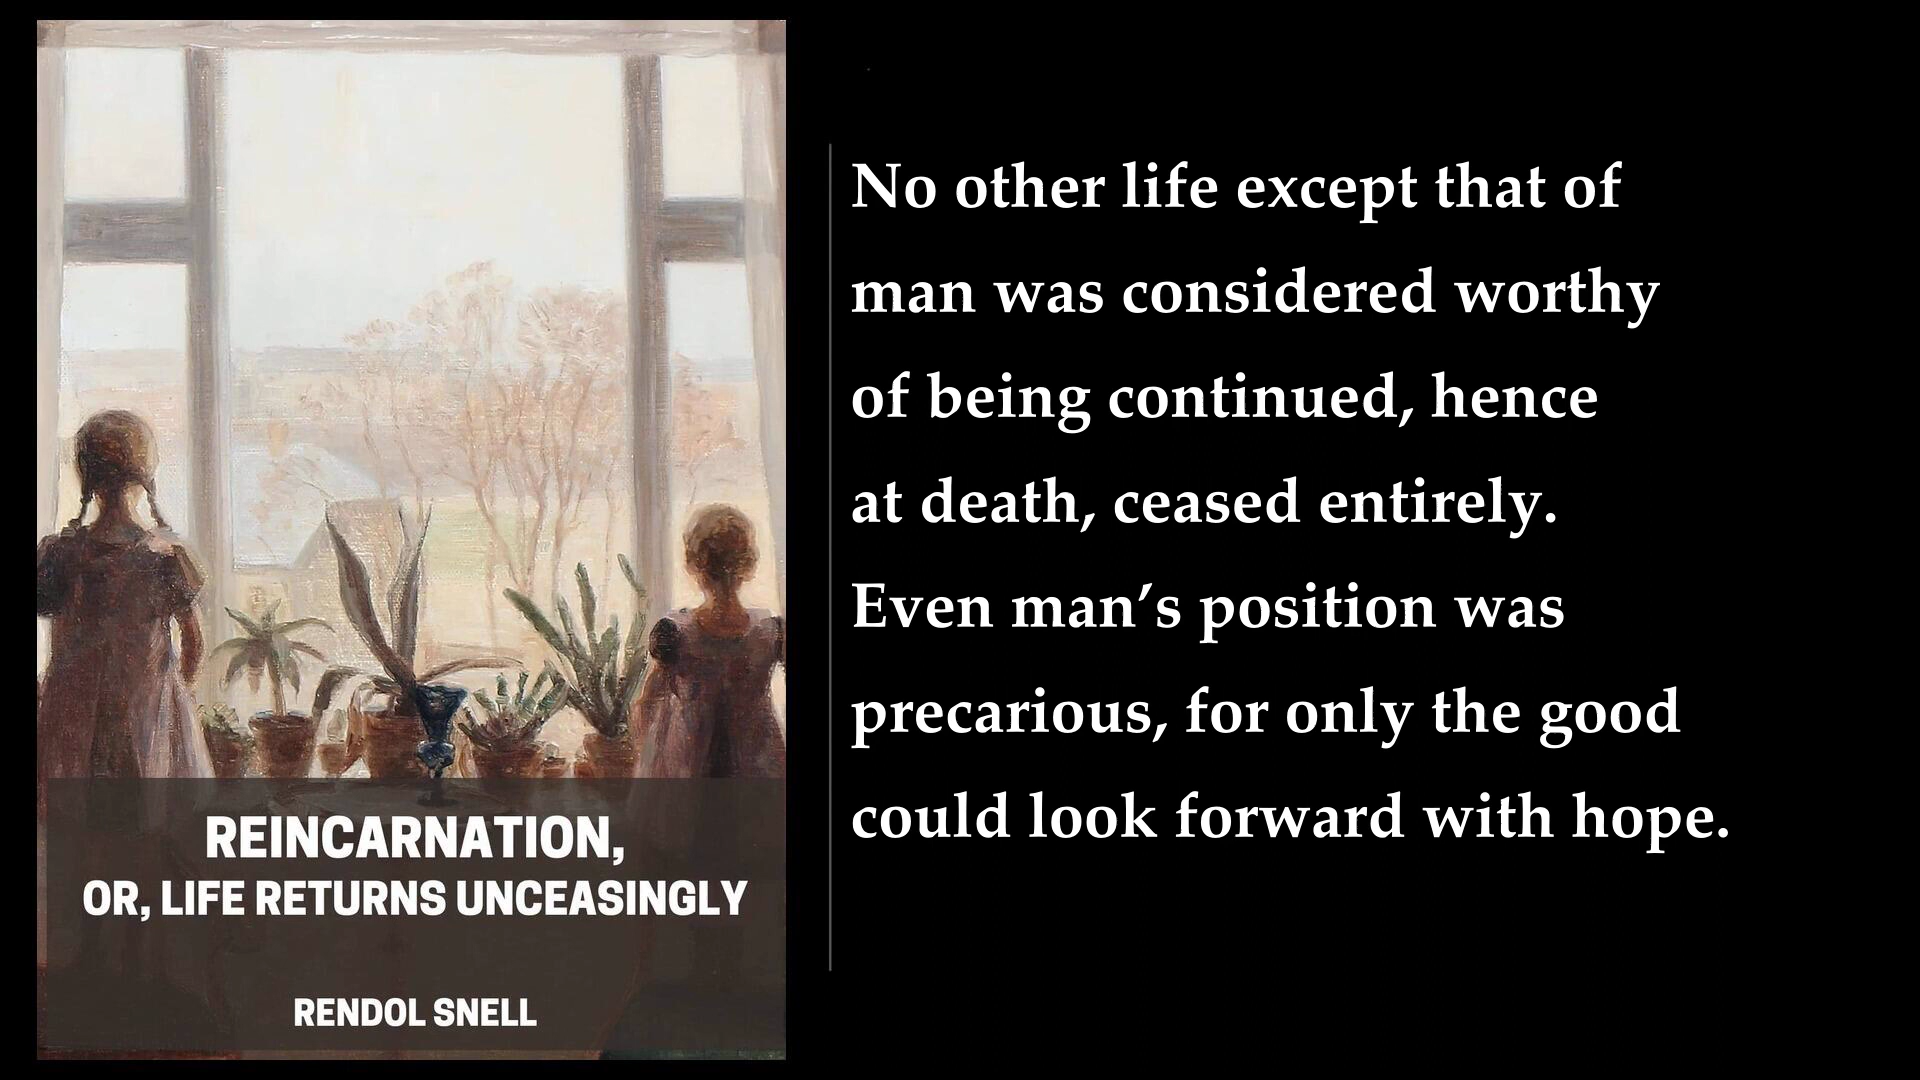 REINCARNATION,
OR, LIFE RETURNS UNCEASINGLY
RENDOL SNELL
No other life except that of
man was considered worthy
of being continued, hence
at death, ceased entirely.
Even man’s position was
precarious, for only the good
could look forward with hope.